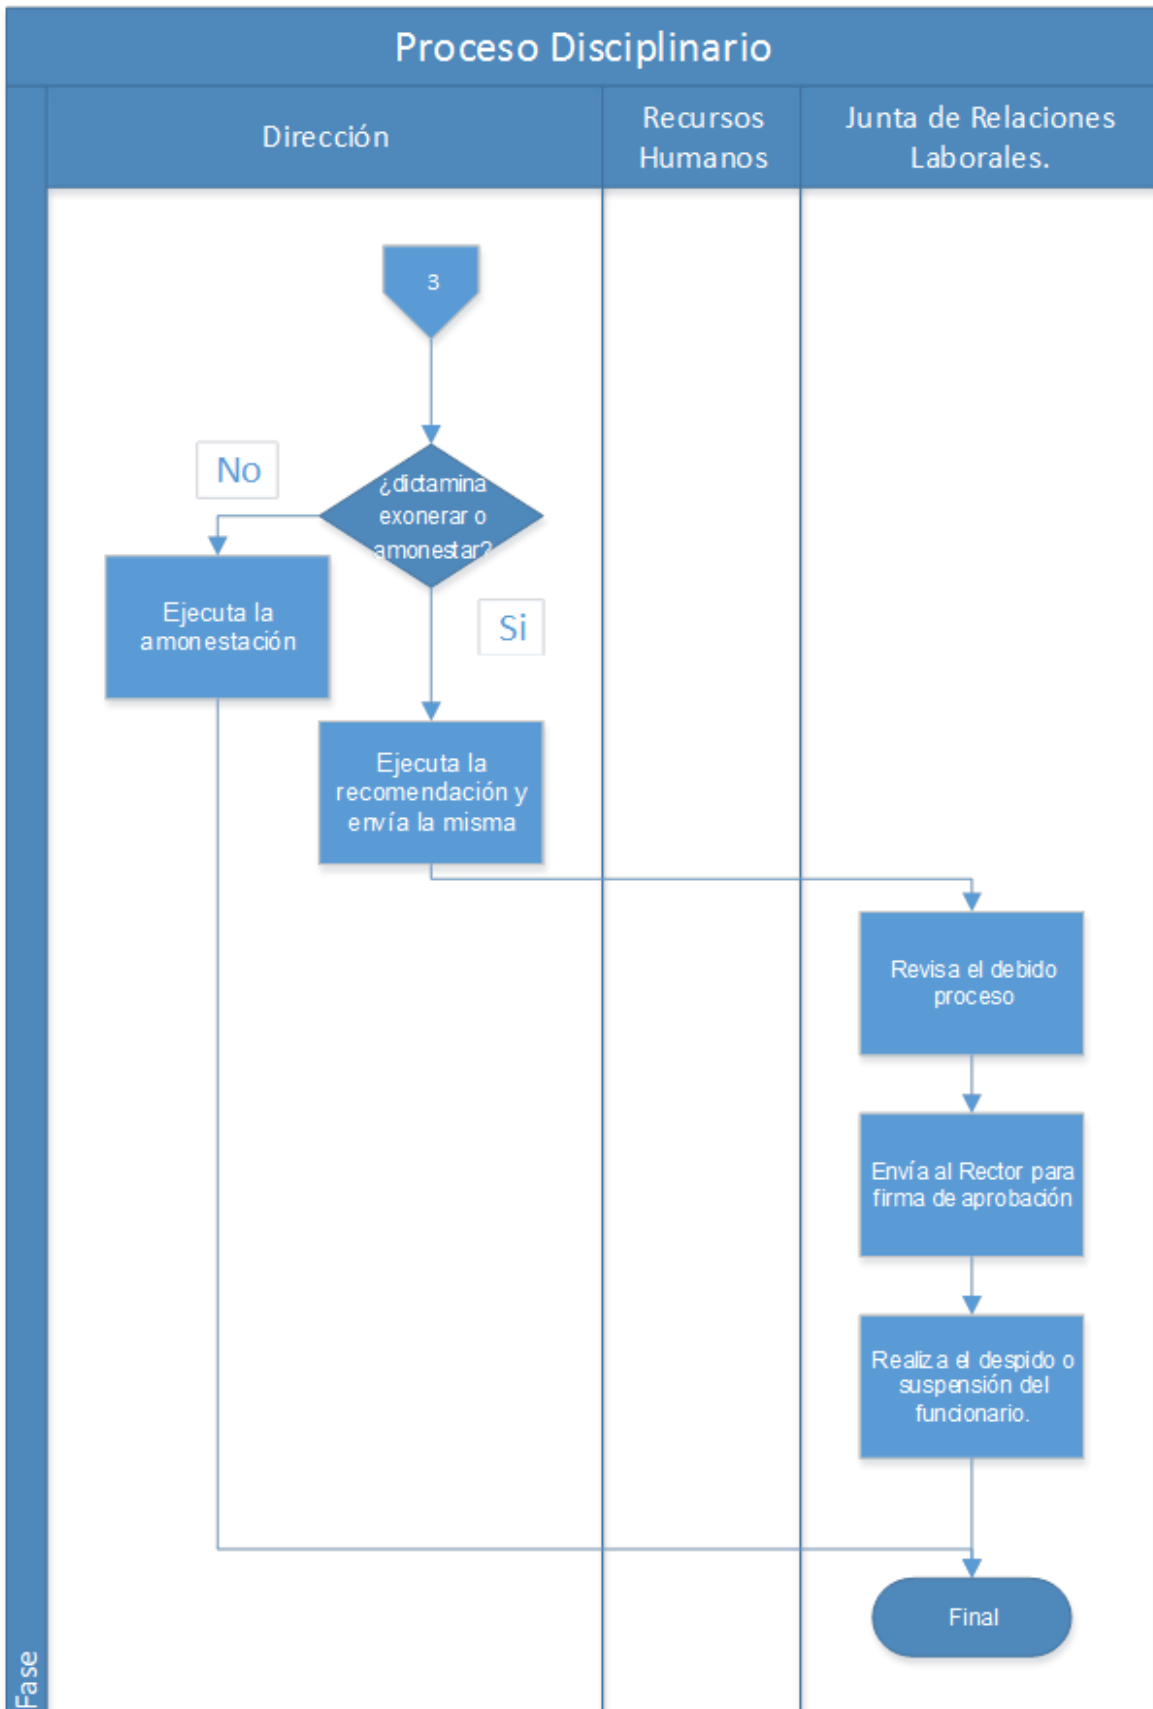 Proceso Disciplinario
Dirección
Recursos
Humanos
Junta de Relaciones
Laborales.
3
No
¿dictamina
exonerar o
amonestar?
Ejecuta la
amonestación
Si
Ejecuta la
recomendación y
envía la misma
Revisa el debido
proceso
Envía al Rector para
firma de aprobación
Realiza el despido o
suspensión del
funcionario.
Final
Fase